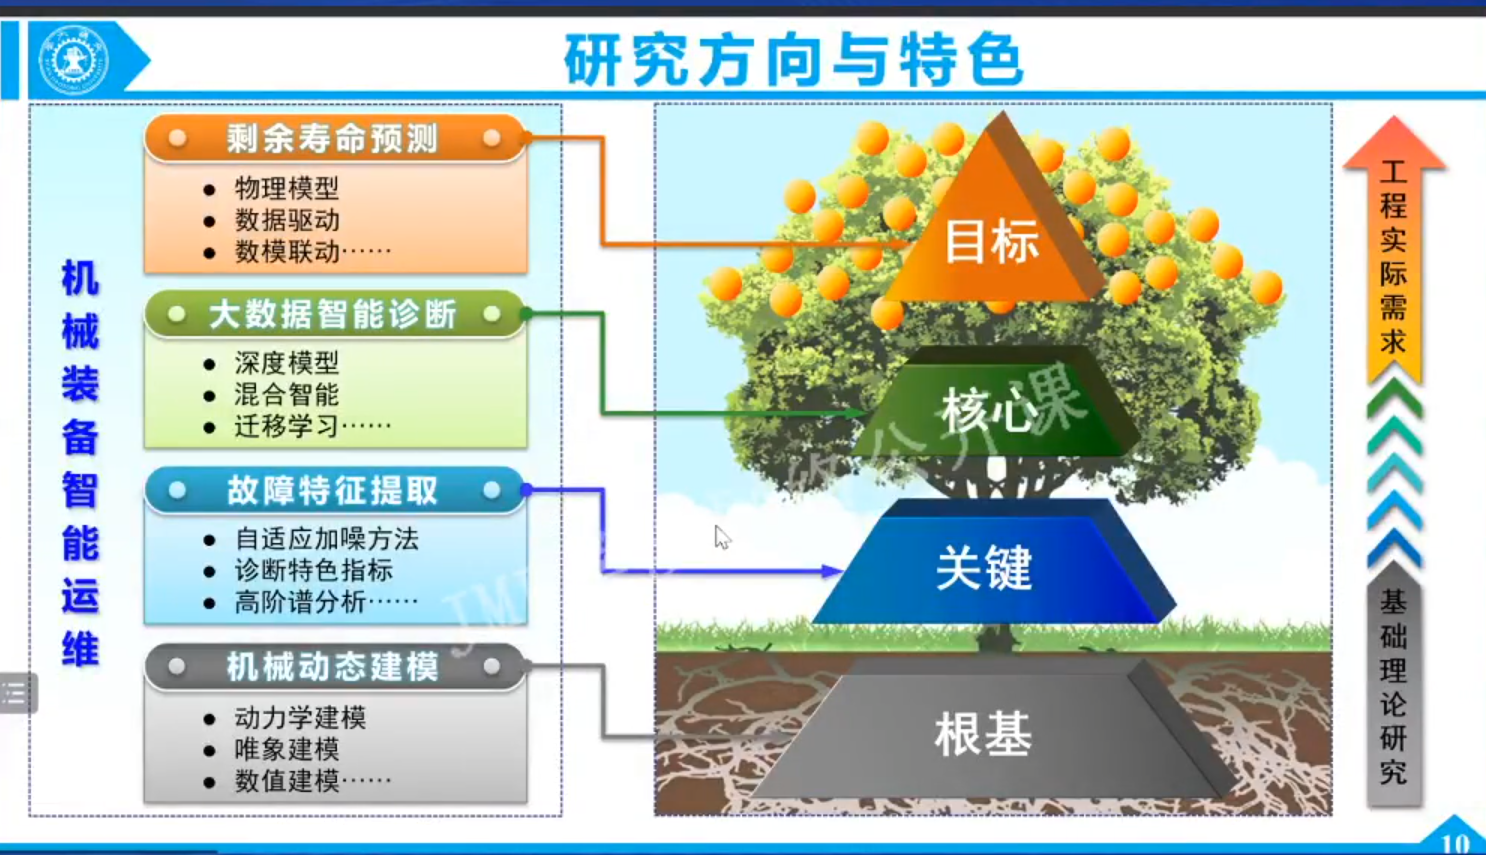 研究方向与特色
机械装备智能运维
剩余寿命预测
● 物理模型
● 数据驱动
● 数模联动……
大数据智能诊断
● 深度模型
● 混合智能
● 迁移学习……
故障特征提取
● 自适应加噪方法
● 诊断特色指标
● 高阶谱分析……
机械动态建模
● 动力学建模
● 唯象建模
● 数值建模……
目标
核心
关键
根基
工程实际需求
基础理论研究
10